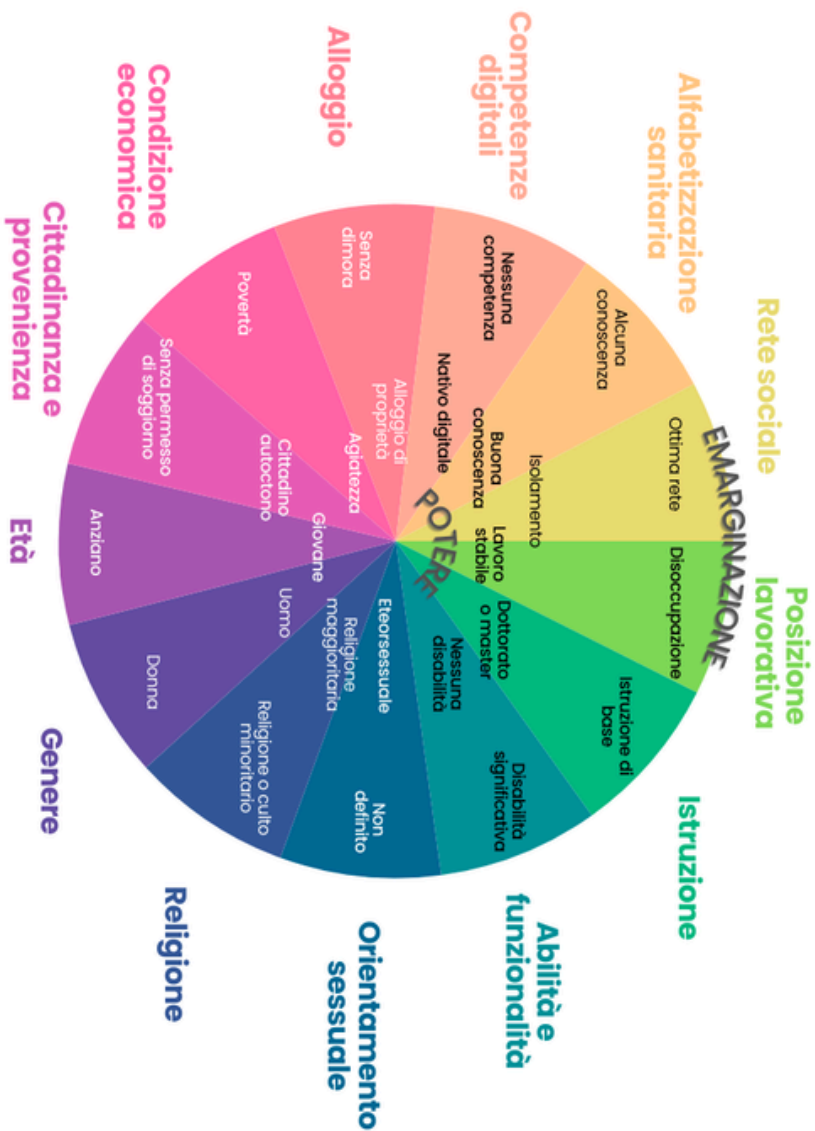 Rete sociale
Posizione
lavorativa
Istruzione
Abilità e
funzionalità
Orientamento
sessuale
Religione
Genere
Età
Cittadinanza e
provenienza
Condizione
economica
Alloggio
Competenze
digitali
Alfabetizzazione
sanitaria
EMARGINAZIONE
POTERE
Ottima rete
Isolamento
Disoccupazione
Lavoro
stabile
Istruzione di
base
Dottorato
o master
Disabilità
significativa
Nessuna
disabilità
Non
definito
Eteorsessuale
Religione o culto
minoritario
Religione
maggioritaria
Donna
Uomo
Anziano
Giovane
Senza permesso
di soggiorno
Cittadino
autoctono
Povertà
Agiatezza
Senza
dimora
Alloggio di
proprietà
Nessuna
competenza
Nativo digitale
Alcuna
conoscenza
Buona
conoscenza